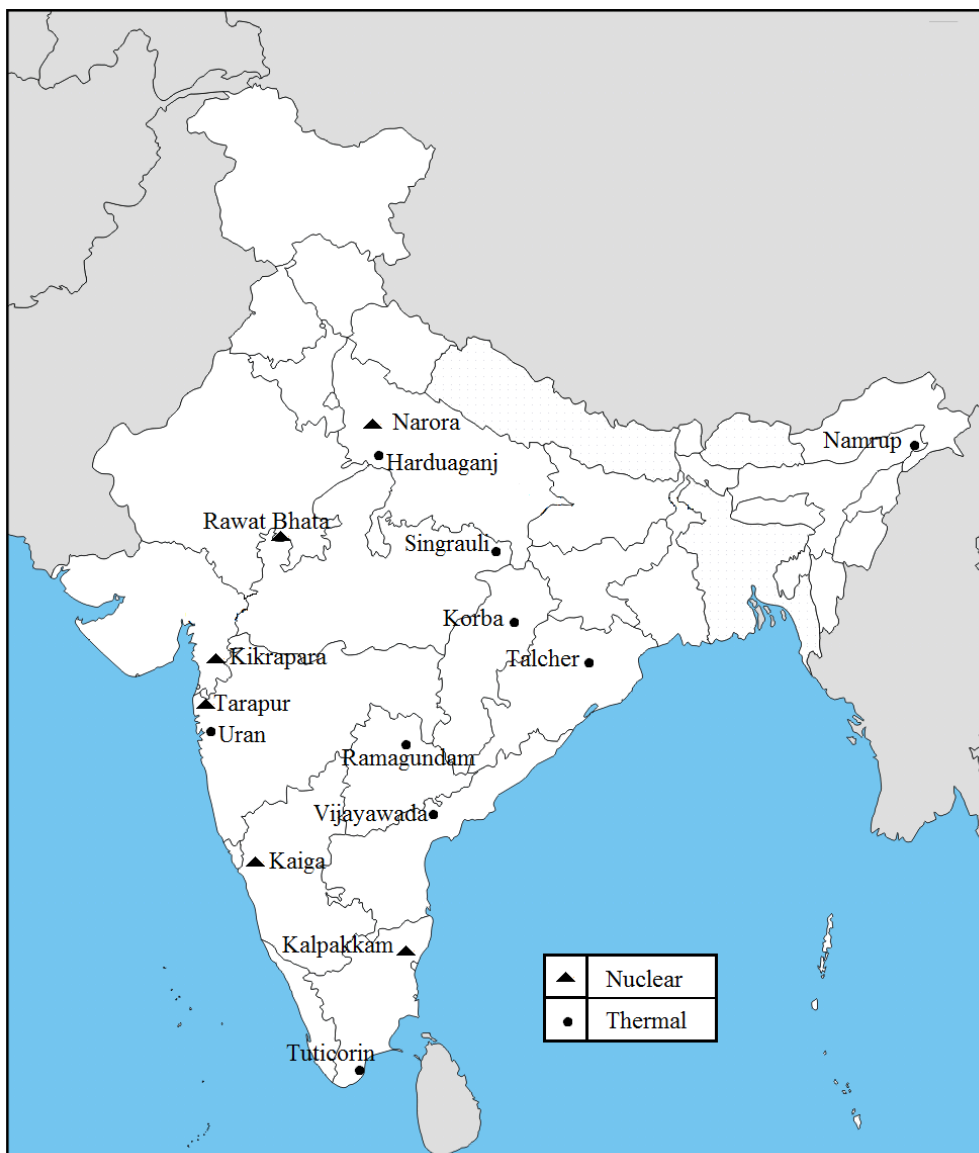 Narora
Namrup
Harduaganj
Rawat Bhata
Singrauli
Korba
Kikrapara
Talcher
Tarapur
Uran
Ramagundam
Vijayawada
Kaiga
Kalpakkam
Nuclear
Thermal
Tuticorin